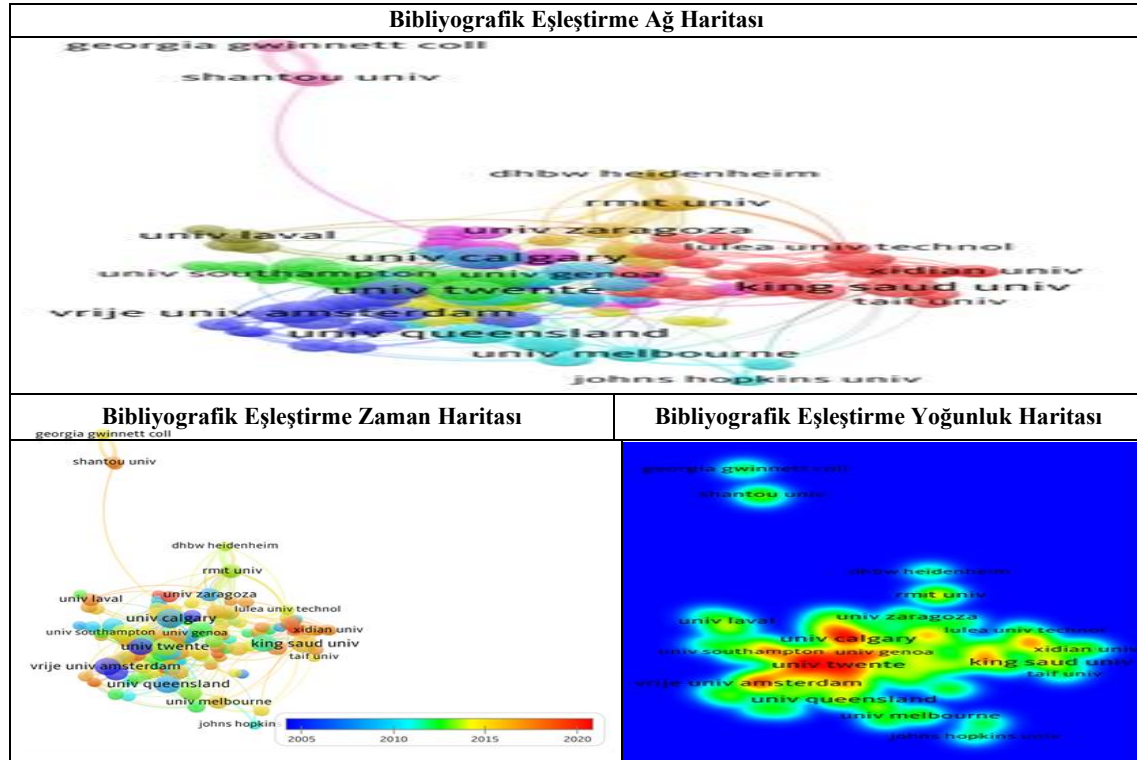 Bibliyografik Eşleştirme Ağ Haritası
georgia gwinnett coll
shantou univ
dhbw heidenheim
rmit univ
univ laval
univ zaragoza
lulea univ technol
univ calgary
univ southampton
univ genoa
xidian univ
univ twente
king saud univ
taif univ
vrije univ amsterdam
univ queensland
univ melbourne
johns hopkins univ
Bibliyografik Eşleştirme Zaman Haritası
georgia gwinnett coll
shantou univ
dhbw heidenheim
rmit univ
univ laval
univ zaragoza
lulea univ technol
univ calgary
univ southampton
univ genoa
xidian univ
univ twente
king saud univ
taif univ
vrije univ amsterdam
univ queensland
univ melbourne
johns hopkin
2005
2010
2015
2020
Bibliyografik Eşleştirme Yoğunluk Haritası
georgia gwinnett coll
shantou univ
dhbw heidenheim
rmit univ
univ laval
univ zaragoza
lulea univ technol
univ calgary
univ southampton
univ genoa
xidian univ
univ twente
king saud univ
taif univ
vrije univ amsterdam
univ queensland
univ melbourne
johns hopkins univ